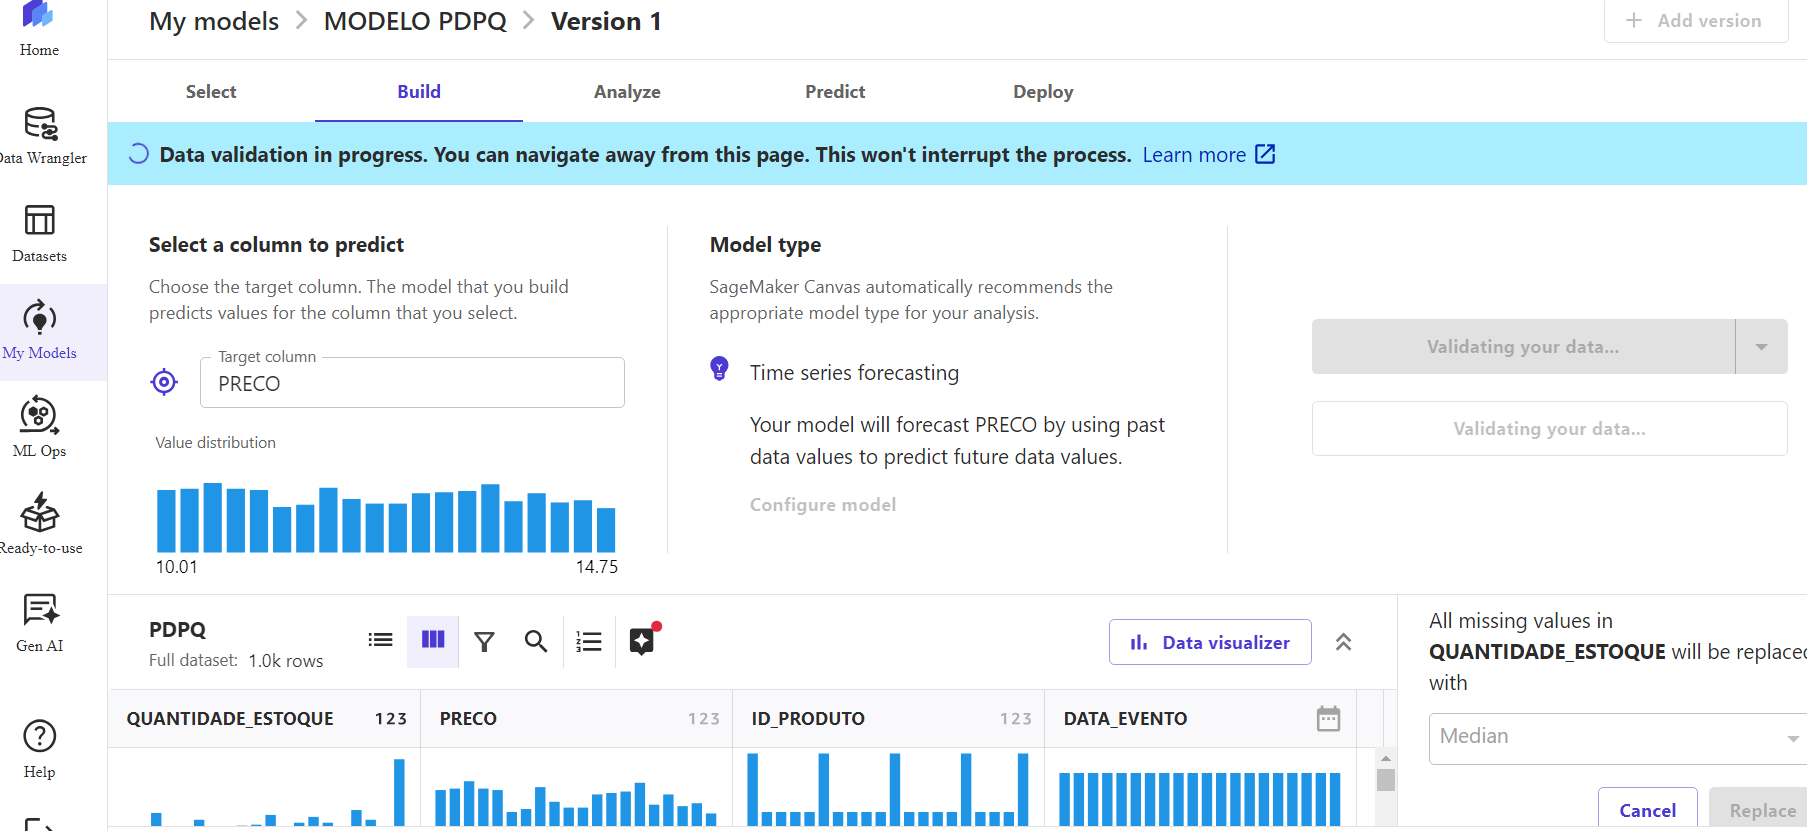 My models > MODELO PDPQ > Version 1
+ Add version
Home
Data Wrangler
Datasets
My Models
ML Ops
Ready-to-use
Gen AI
Help
Select
Build
Analyze
Predict
Deploy
Data validation in progress. You can navigate away from this page. This won't interrupt the process. Learn more
Select a column to predict
Choose the target column. The model that you build
predicts values for the column that you select.
Target column
PRECO
Value distribution
10.01
14.75
Model type
SageMaker Canvas automatically recommends the
appropriate model type for your analysis.
Time series forecasting
Your model will forecast PRECO by using past
data values to predict future data values.
Configure model
Validating your data...
Validating your data...
PDPQ
Full dataset: 1.0k rows
Data visualizer
QUANTIDADE_ESTOQUE 123
PRECO 123
ID_PRODUTO 123
DATA_EVENTO
All missing values in
QUANTIDADE_ESTOQUE will be replaced
with
Median
Cancel
Replace